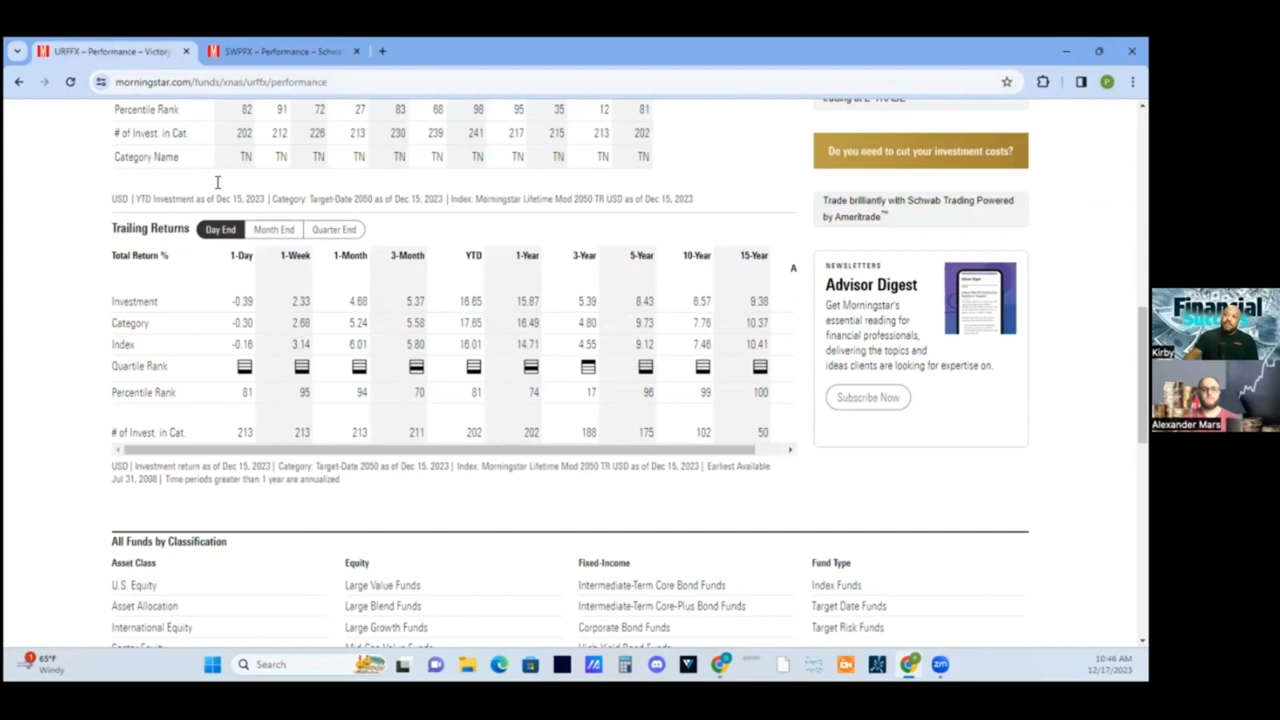 URFFX – Performance – Victory
SWPPX – Performance – Schw
morningstar.com/funds/xnas/urffx/performance
P
Percentile Rank 82 91 72 27 83 68 98 95 35 12 81
# of Invest. in Cat. 202 212 226 213 230 239 241 217 215 213 202
Category Name TN TN TN TN TN TN TN TN TN TN TN
USD | YTD Investment as of Dec 15, 2023 | Category: Target-Date 2050 as of Dec 15, 2023 | Index: Morningstar Lifetime Mod 2050 TR USD as of Dec 15, 2023
Trailing Returns Day End Month End Quarter End
Total Return % 1-Day 1-Week 1-Month 3-Month YTD 1-Year 3-Year 5-Year 10-Year 15-Year
A
Investment -0.39 2.33 4.68 5.37 16.65 15.87 5.39 8.43 6.57 9.38
Category -0.30 2.68 5.24 5.58 17.65 16.49 4.80 9.73 7.76 10.37
Index -0.16 3.14 6.01 5.80 16.01 14.71 4.55 9.12 7.46 10.41
Quartile Rank
Percentile Rank 81 95 94 70 81 74 17 96 99 100
# of Invest. in Cat. 213 213 213 211 202 202 188 175 102 50
USD | Investment return as of Dec 15, 2023 | Category: Target-Date 2050 as of Dec 15, 2023 | Index: Morningstar Lifetime Mod 2050 TR USD as of Dec 15, 2023 | Earliest Available
Jul 31, 2008 | Time periods greater than 1 year are annualized
All Funds by Classification
Asset Class Equity Fixed-Income Fund Type
U.S. Equity Large Value Funds Intermediate-Term Core Bond Funds Index Funds
Asset Allocation Large Blend Funds Intermediate-Term Core-Plus Bond Funds Target Date Funds
International Equity Large Growth Funds Corporate Bond Funds Target Risk Funds
trading at E*TRADE
Do you need to cut your investment costs?
Trade brilliantly with Schwab Trading Powered
by Ameritrade™
NEWSLETTERS
Advisor Digest
Get Morningstar's
essential reading for
financial professionals,
delivering the topics and
ideas clients are looking for expertise on.
Subscribe Now
Financial
Success
Kirby
Alexander Mars
1
65°F
Windy
Search
zm
10:46 AM
12/17/2023